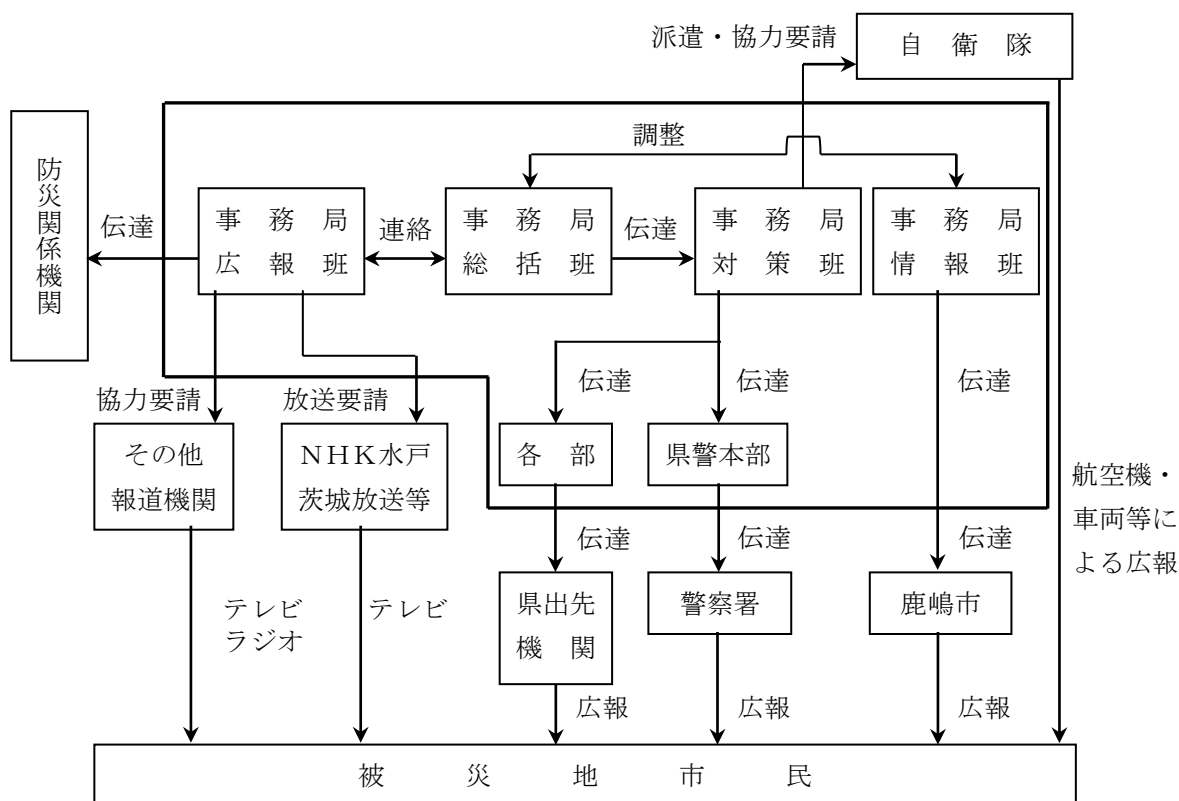 派遣・協力要請
自衛隊
調整
防災関係機関
伝達
事務局
広報班
連絡
事務局
総括班
伝達
事務局
対策班
事務局
情報班
協力要請
放送要請
伝達
伝達
伝達
その他
報道機関
NHK水戸
茨城放送等
各部
県警本部
航空機・
車両等に
よる広報
伝達
伝達
伝達
県出先
機関
警察署
鹿嶋市
テレビ
ラジオ
テレビ
広報
広報
広報
被災地市民